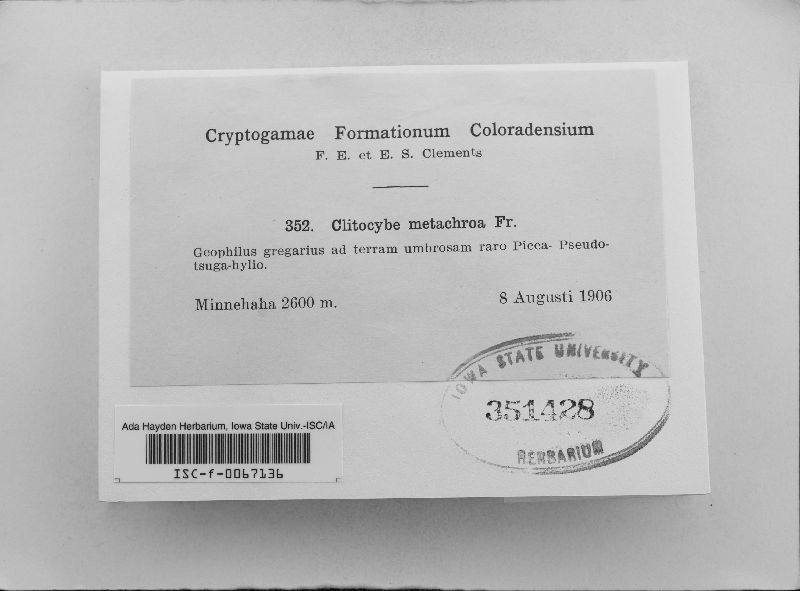 Cryptogamae Formationum Coloradensium
F. E. et E. S. Clements
352. Clitocybe metachroa Fr.
Geophilus gregarius ad terram umbrosam raro Picea- Pseudo-
tsuga-hylio.
Minnehaha 2600 m.
8 Augusti 1906
IOWA STATE UNIVERSITY
351428
HERBARIUM
Ada Hayden Herbarium, Iowa State Univ.-ISC/IA
ISC-f-0067136